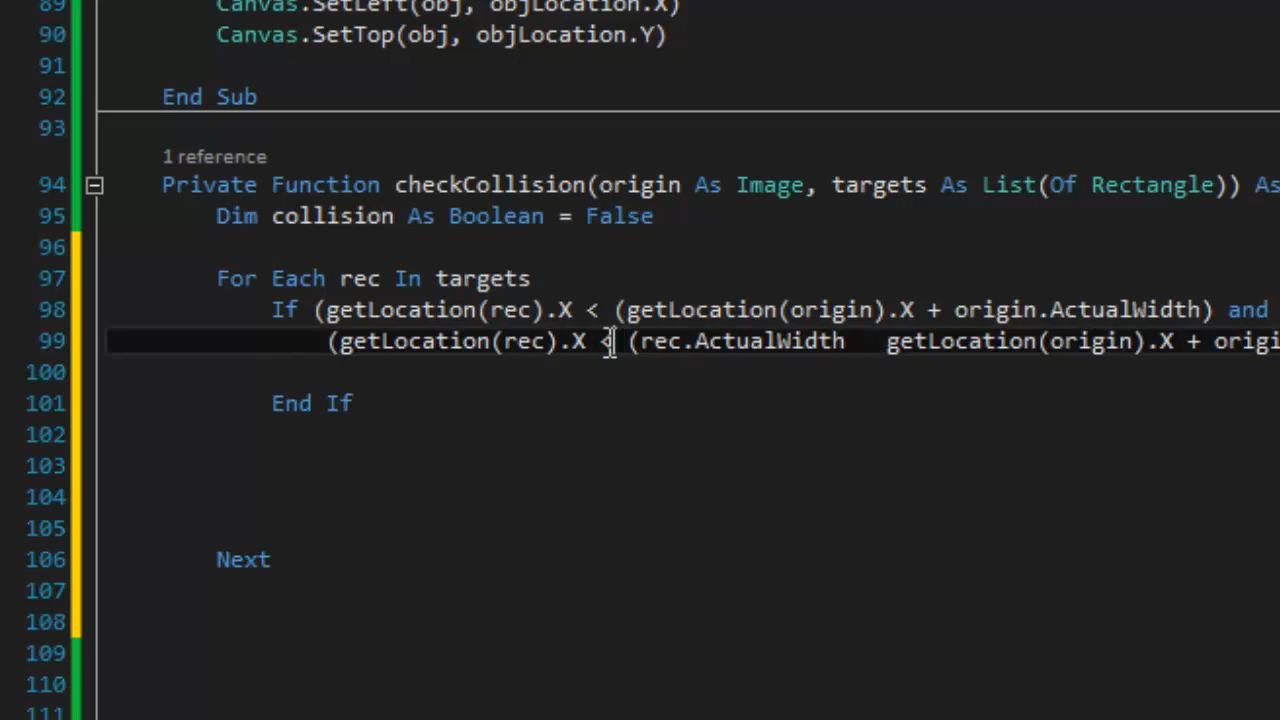 89 Canvas.SetLeft(obj, objLocation.X)
90 Canvas.SetTop(obj, objLocation.Y)
91
92 End Sub
93
1 reference
94 Private Function checkCollision(origin As Image, targets As List(Of Rectangle)) As
95 Dim collision As Boolean = False
96
97 For Each rec In targets
98 If (getLocation(rec).X < (getLocation(origin).X + origin.ActualWidth) and
99 (getLocation(rec).X < (rec.ActualWidth getLocation(origin).X + origi
100
101 End If
102
103
104
105
106 Next
107
108
109
110
111